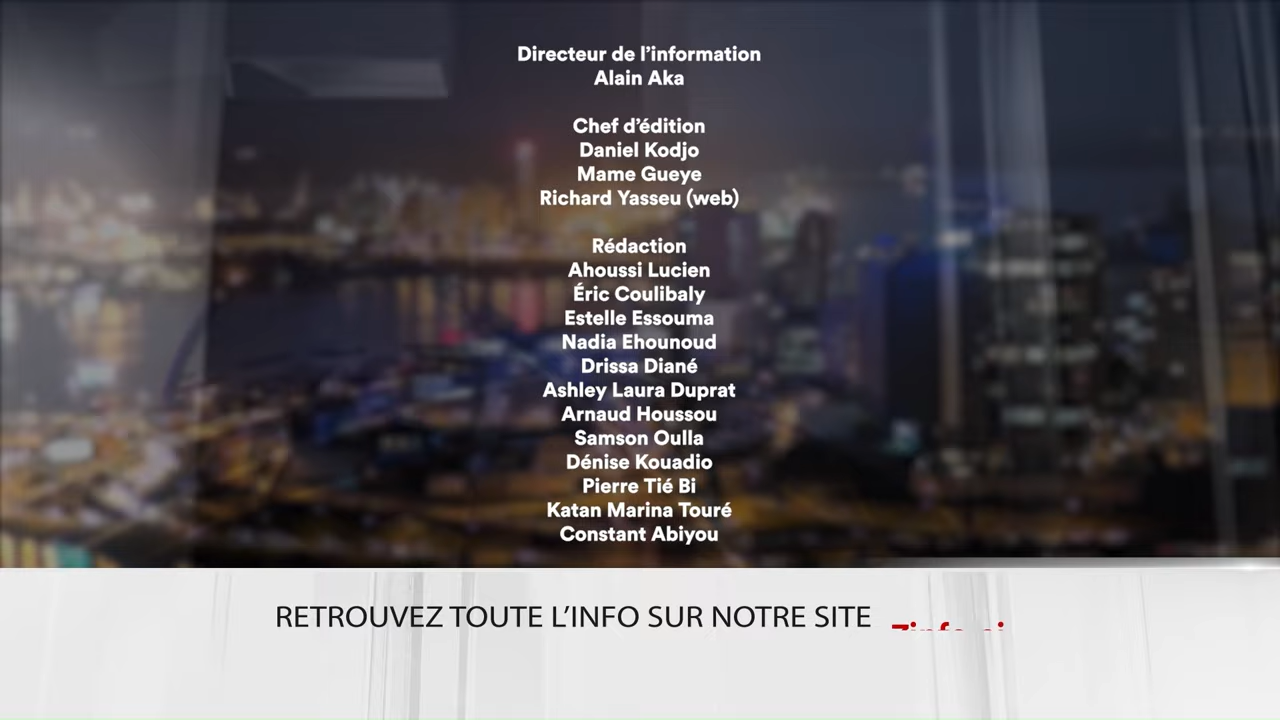 Directeur de l’information
Alain Aka
Chef d’édition
Daniel Kodjo
Mame Gueye
Richard Yasseu (web)
Rédaction
Ahoussi Lucien
Éric Coulibaly
Estelle Essouma
Nadia Ehounoud
Drissa Diané
Ashley Laura Duprat
Arnaud Houssou
Samson Oulla
Dénise Kouadio
Pierre Tié Bi
Katan Marina Touré
Constant Abiyou
RETROUVEZ TOUTE L’INFO SUR NOTRE SITE